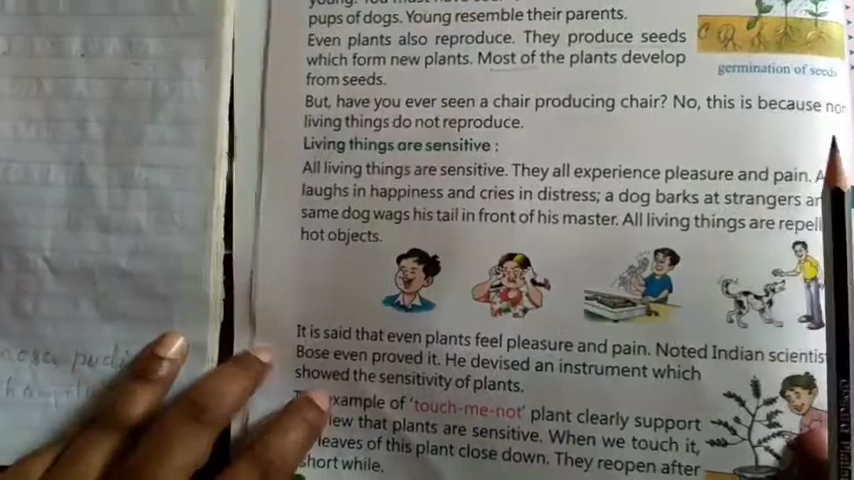 pups of dogs. Young resemble their parents.
Even plants also reproduce. They produce seeds
which form new plants. Most of the plants develop
from seeds.
germination of seeds
But, have you ever seen a chair producing chair? No, this is because
living things do not reproduce.
Living things are sensitive :
All living things are sensitive. They all experience pleasure and pain.
laughs in happiness and cries in distress; a dog barks at strangers
same dog wags his tail in front of his master. All living things are
hot objects.
It is said that even plants feel pleasure and pain. Noted Indian scientist
Bose even proved it. He devised an instrument which
showed the sensitivity of plants.
example of 'touch-me-not' plant clearly support
that plants are sensitive. When we touch it,
leaves of this plant close down. They reopen after
short while.